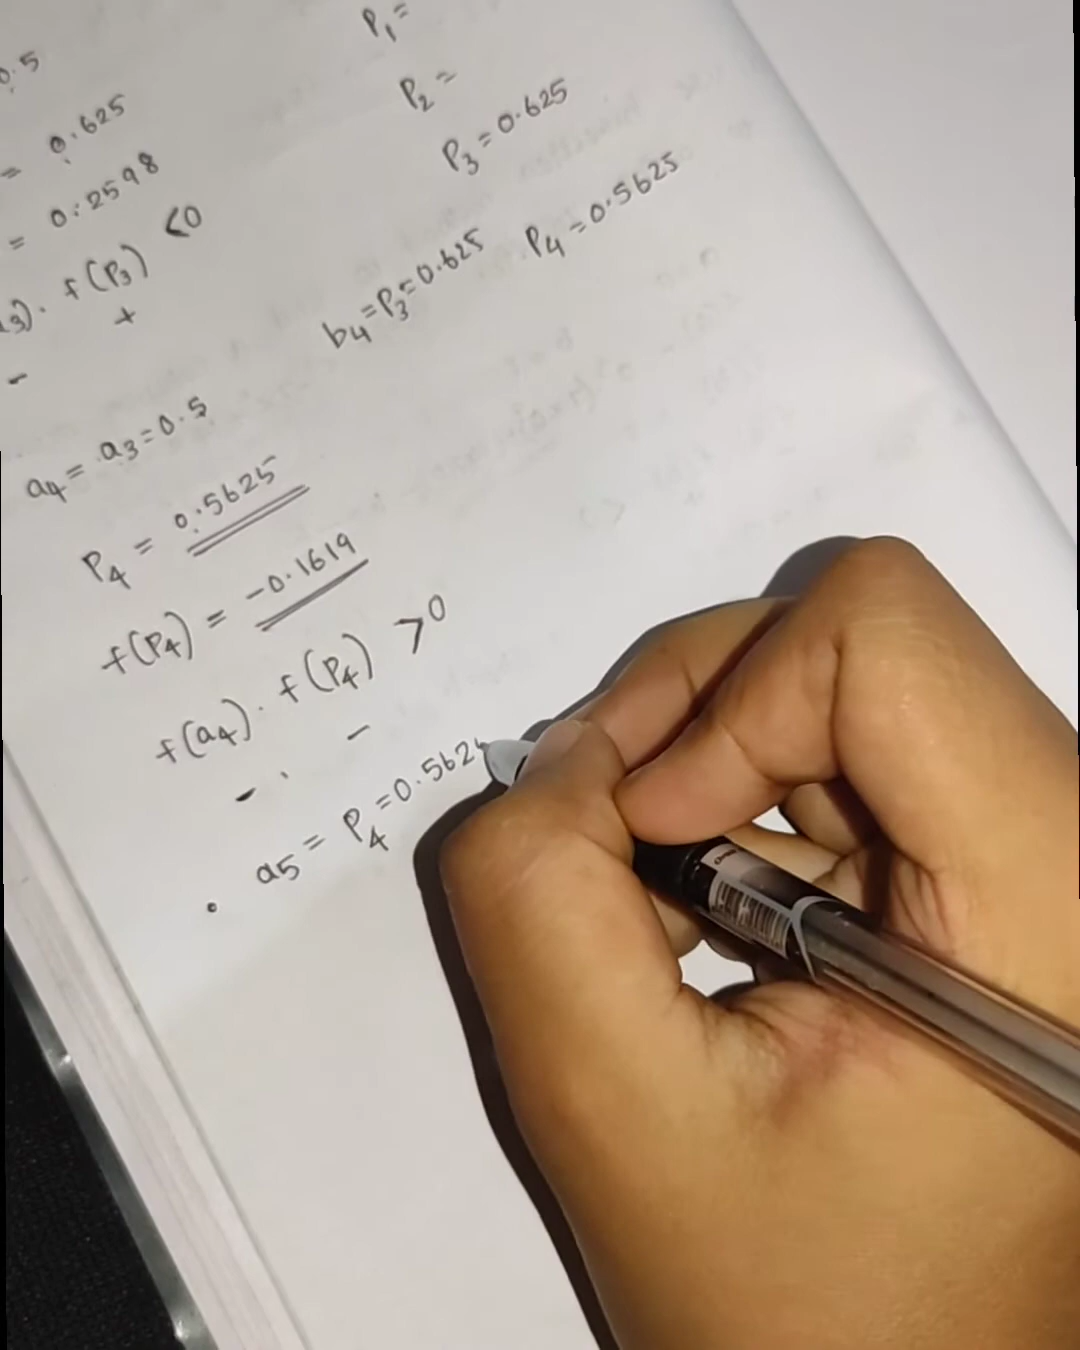 P₁ =
0.5
P₂ =
= 0.625
P₃ = 0.625
= 0.2598
P₄ = 0.5625
₃). f(P₃) <0
- +
b₄ = P₃ = 0.625
a₄ = a₃ = 0.5
P₄ = 0.5625
f(P₄) = -0.1619
f(a₄). f(P₄) >0
- -
• a₅ = P₄ = 0.562